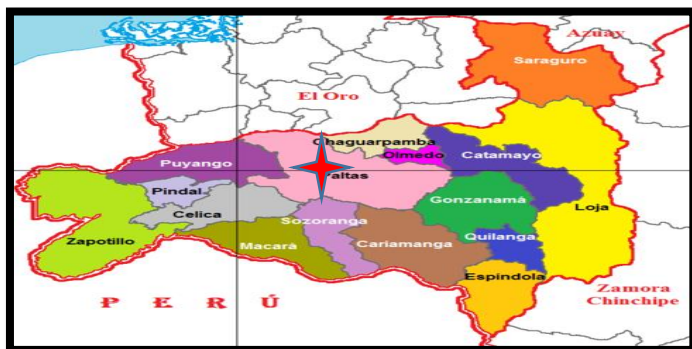 Azuay
Saraguro
El Oro
Chaguarpamba
Olmedo
Catamayo
Puyango
Paltas
Pindal
Gonzanamá
Loja
Celica
Sozoranga
Zapotillo
Macará
Cariamanga
Quilanga
Espíndola
Zamora
Chinchipe
P E R Ú